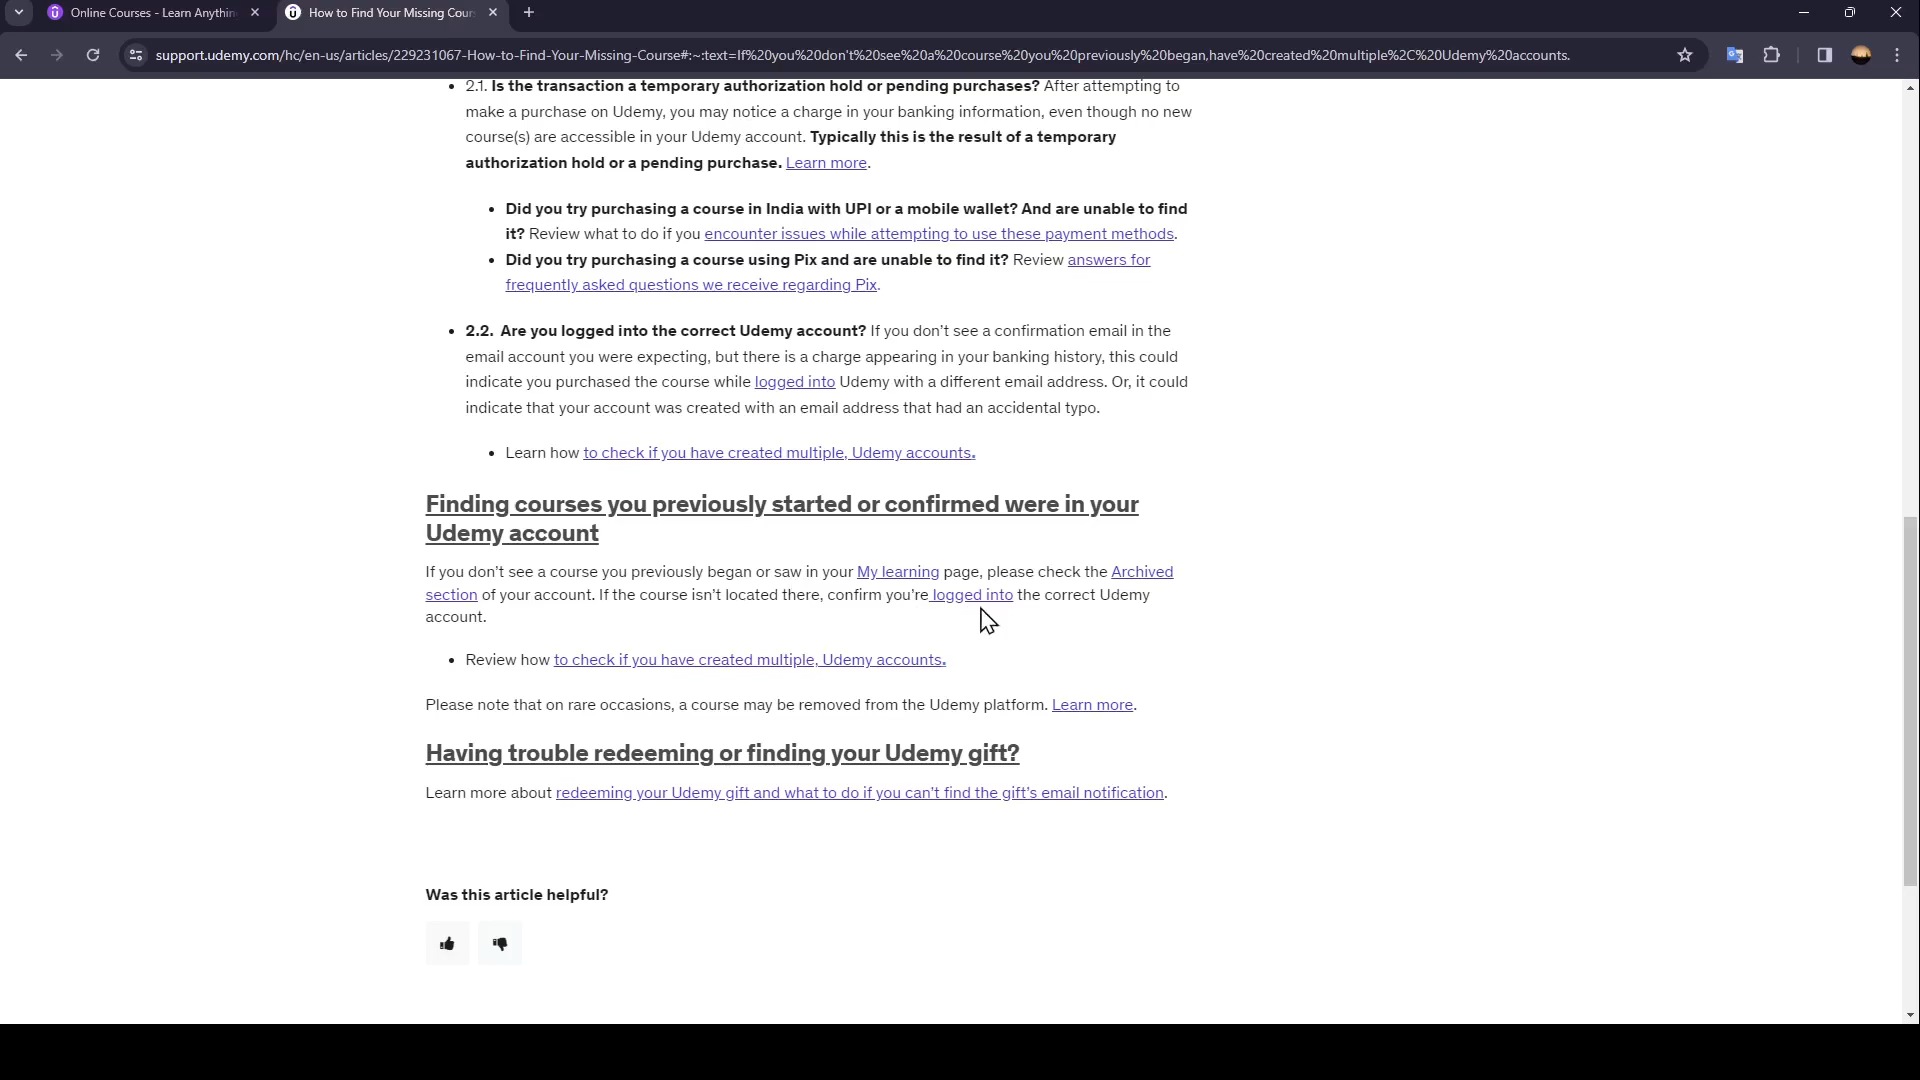 Online Courses - Learn Anythin
How to Find Your Missing Cour
support.udemy.com/hc/en-us/articles/229231067-How-to-Find-Your-Missing-Course#:~:text=If%20you%20don't%20see%20a%20course%20you%20previously%20began,have%20created%20multiple%2C%20Udemy%20accounts.
• 2.1. Is the transaction a temporary authorization hold or pending purchases? After attempting to
make a purchase on Udemy, you may notice a charge in your banking information, even though no new
course(s) are accessible in your Udemy account. Typically this is the result of a temporary
authorization hold or a pending purchase. Learn more.
• Did you try purchasing a course in India with UPI or a mobile wallet? And are unable to find
it? Review what to do if you encounter issues while attempting to use these payment methods.
• Did you try purchasing a course using Pix and are unable to find it? Review answers for
frequently asked questions we receive regarding Pix.
• 2.2. Are you logged into the correct Udemy account? If you don’t see a confirmation email in the
email account you were expecting, but there is a charge appearing in your banking history, this could
indicate you purchased the course while logged into Udemy with a different email address. Or, it could
indicate that your account was created with an email address that had an accidental typo.
• Learn how to check if you have created multiple, Udemy accounts.
Finding courses you previously started or confirmed were in your
Udemy account
If you don’t see a course you previously began or saw in your My learning page, please check the Archived
section of your account. If the course isn’t located there, confirm you’re logged into the correct Udemy
account.
• Review how to check if you have created multiple, Udemy accounts.
Please note that on rare occasions, a course may be removed from the Udemy platform. Learn more.
Having trouble redeeming or finding your Udemy gift?
Learn more about redeeming your Udemy gift and what to do if you can’t find the gift’s email notification.
Was this article helpful?